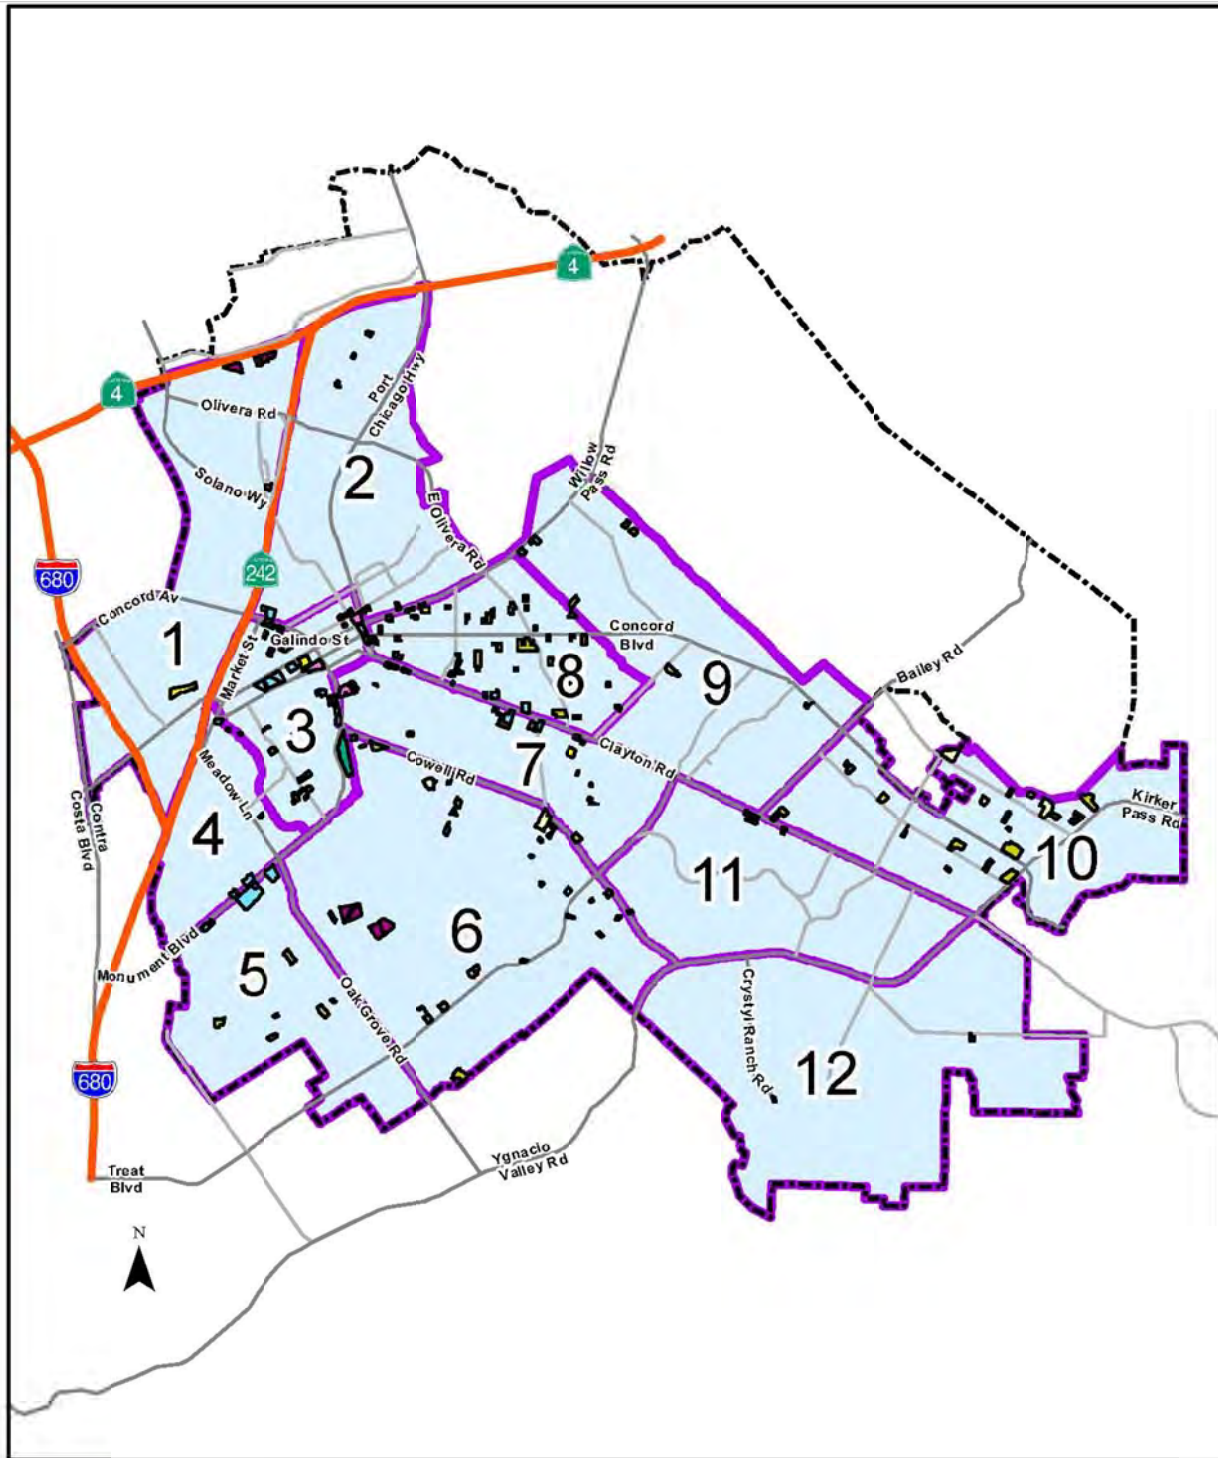 4
4
Port
Chicago Hwy
Olivera Rd
Willow
Pass Rd
2
Solano Wy
E Olivera Rd
680
242
Concord Av
1
Galindo St
Concord
Blvd
Market St
8
9
Bailey Rd
3
7
Clayton Rd
Cowell Rd
Meadow Ln
Contra
Costa Blvd
4
Kirker
Pass Rd
10
11
6
Monument Blvd
5
Oak Grove Rd
Crystyl Ranch Rd
12
680
Treat
Blvd
Ygnacio
Valley Rd
N